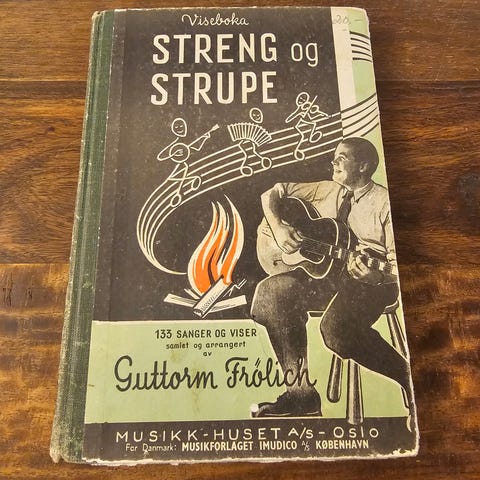 Viseboka
STRENG og
STRUPE
133 SANGER OG VISER
samlet og arrangert
av
Guttorm Frölich
MUSIKK-HUSET A/S - OSlO
For Danmark: MUSIKFORLAGET IMUDICO A/S KØBENHAVN